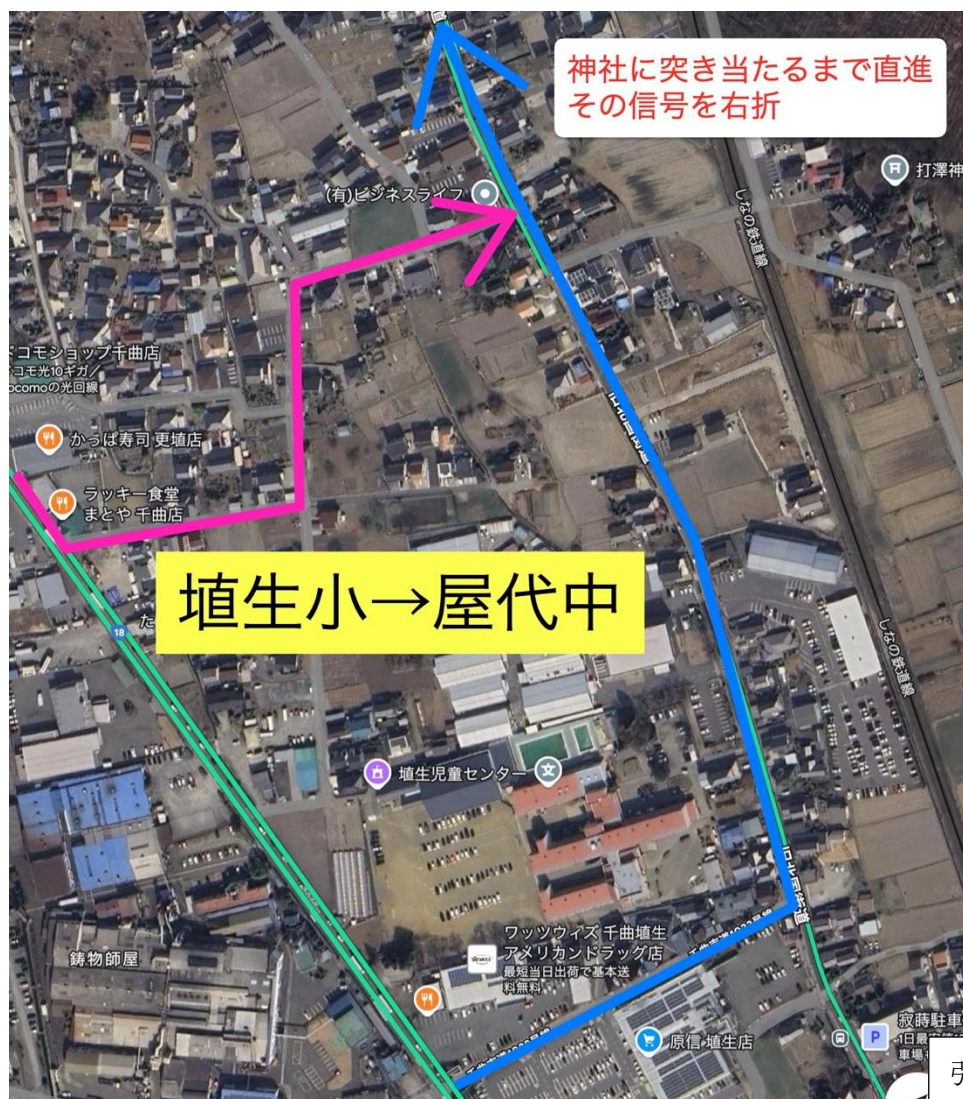 神社に突き当たるまで直進
その信号を右折
打澤神
(有)ビジネスライフ
しなの鉄道線
ドコモショップ千曲店
コモ光10ギガ／
ocomoの光回線
かっぱ寿司 更埴店
ラッキー食堂
まとや 千曲店
埴生小→屋代中
18
た
しなの鉄道線
埴生児童センター
文
旧北国街道
ワッツウィズ 千曲埴生
アメリカンドラッグ店
最短当日出荷で基本送
料無料
鋳物師屋
原信 埴生店
P
寂蒔駐車
車場